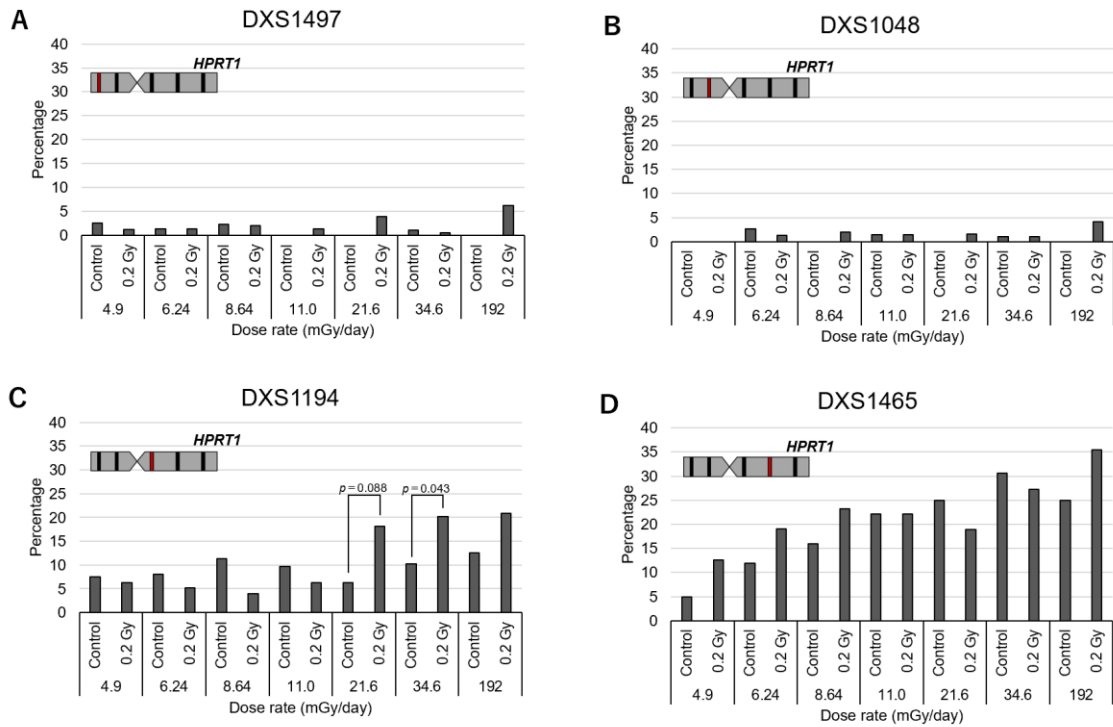 A
DXS1497
HPRT1
40
35
30
25
20
15
10
5
0
Percentage
Control
0.2 Gy
Control
0.2 Gy
Control
0.2 Gy
Control
0.2 Gy
Control
0.2 Gy
Control
0.2 Gy
Control
0.2 Gy
4.9 6.24 8.64 11.0 21.6 34.6 192
Dose rate (mGy/day)
B
DXS1048
HPRT1
40
35
30
25
20
15
10
5
0
Percentage
Control
0.2 Gy
Control
0.2 Gy
Control
0.2 Gy
Control
0.2 Gy
Control
0.2 Gy
Control
0.2 Gy
Control
0.2 Gy
4.9 6.24 8.64 11.0 21.6 34.6 192
Dose rate (mGy/day)
C
DXS1194
HPRT1
40
35
30
25
20
15
10
5
0
Percentage
p = 0.088
p = 0.043
Control
0.2 Gy
Control
0.2 Gy
Control
0.2 Gy
Control
0.2 Gy
Control
0.2 Gy
Control
0.2 Gy
Control
0.2 Gy
4.9 6.24 8.64 11.0 21.6 34.6 192
Dose rate (mGy/day)
D
DXS1465
HPRT1
40
35
30
25
20
15
10
5
0
Percentage
Control
0.2 Gy
Control
0.2 Gy
Control
0.2 Gy
Control
0.2 Gy
Control
0.2 Gy
Control
0.2 Gy
Control
0.2 Gy
4.9 6.24 8.64 11.0 21.6 34.6 192
Dose rate (mGy/day)